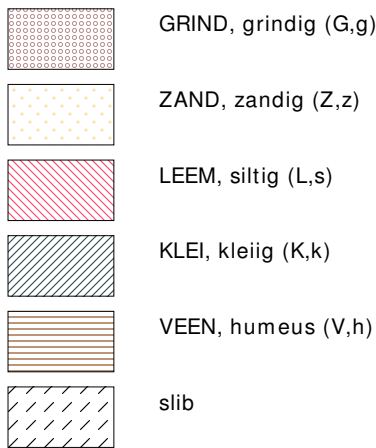 GRIND, grindig (G,g)
ZAND, zandig (Z,z)
LEEM, siltig (L,s)
KLEI, kleiig (K,k)
VEEN, humeus (V,h)
slib